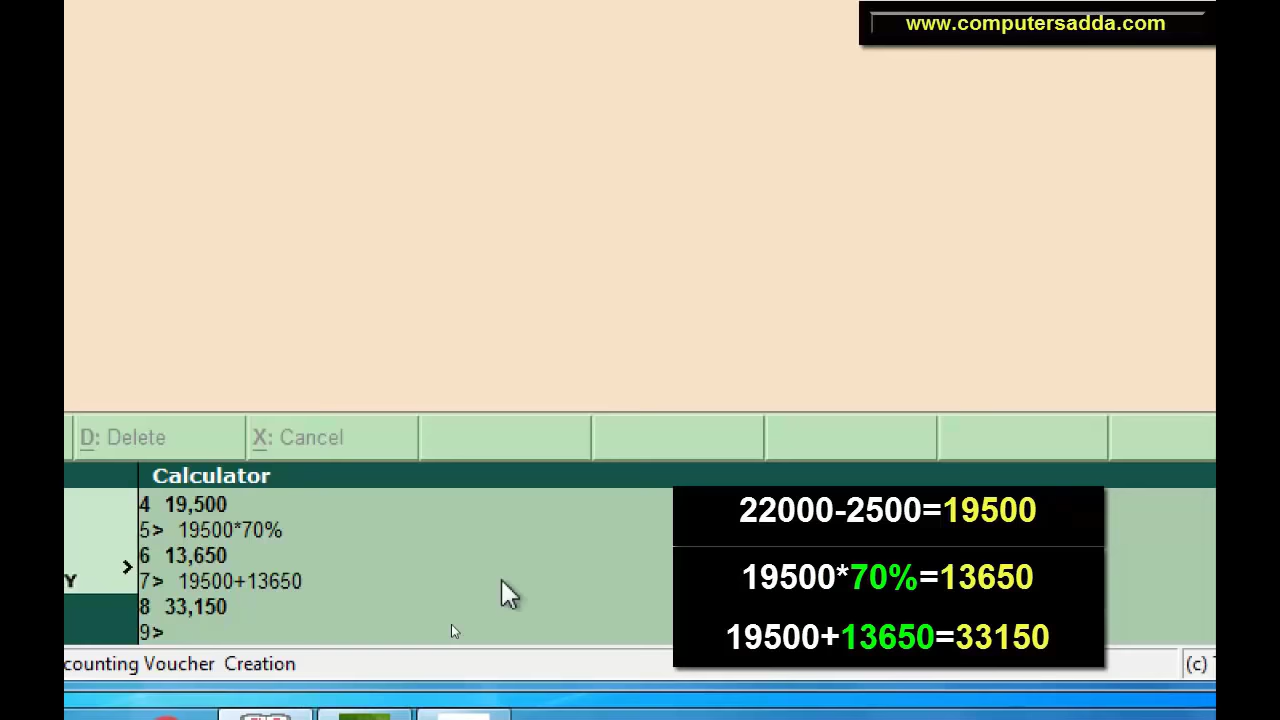 www.computersadda.com
D: Delete
X: Cancel
Calculator
4 19,500
5> 19500*70%
6 13,650
7> 19500+13650
8 33,150
9>
Y
>
22000-2500=19500
19500*70%=13650
19500+13650=33150
counting Voucher Creation
(c)